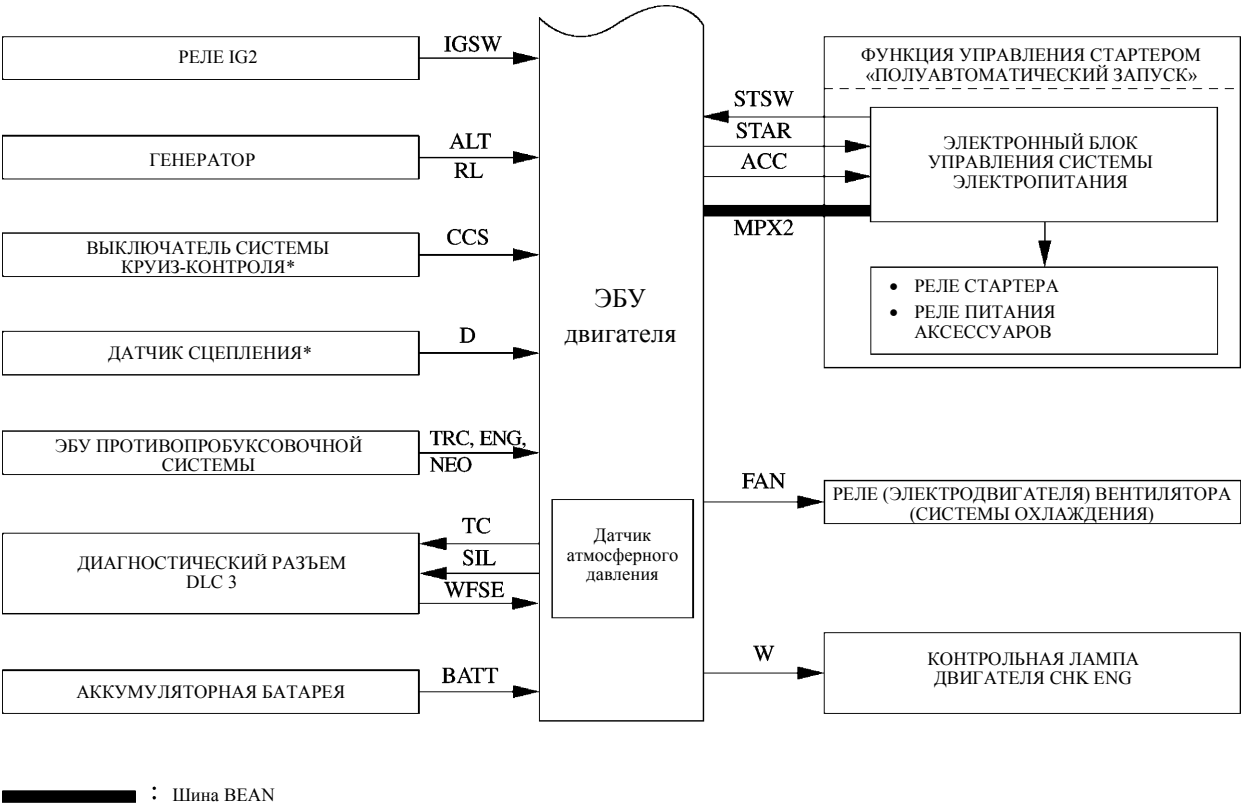 РЕЛЕ IG2
IGSW
ГЕНЕРАТОР
ALT
RL
ВЫКЛЮЧАТЕЛЬ СИСТЕМЫ
КРУИЗ-КОНТРОЛЯ*
CCS
ДАТЧИК СЦЕПЛЕНИЯ*
D
ЭБУ ПРОТИВОПРОБУКСОВОЧНОЙ
СИСТЕМЫ
TRC, ENG,
NEO
ДИАГНОСТИЧЕСКИЙ РАЗЪЕМ
DLC 3
TC
SIL
WFSE
АККУМУЛЯТОРНАЯ БАТАРЕЯ
BATT
ЭБУ
двигателя
Датчик
атмосферного
давления
STSW
STAR
ACC
MPX2
ФУНКЦИЯ УПРАВЛЕНИЯ СТАРТЕРОМ
«ПОЛУАВТОМАТИЧЕСКИЙ ЗАПУСК»
ЭЛЕКТРОННЫЙ БЛОК
УПРАВЛЕНИЯ СИСТЕМЫ
ЭЛЕКТРОПИТАНИЯ
• РЕЛЕ СТАРТЕРА
• РЕЛЕ ПИТАНИЯ
АКСЕССУАРОВ
FAN
РЕЛЕ (ЭЛЕКТРОДВИГАТЕЛЯ) ВЕНТИЛЯТОРА
(СИСТЕМЫ ОХЛАЖДЕНИЯ)
W
КОНТРОЛЬНАЯ ЛАМПА
ДВИГАТЕЛЯ CHK ENG
: Шина BEAN